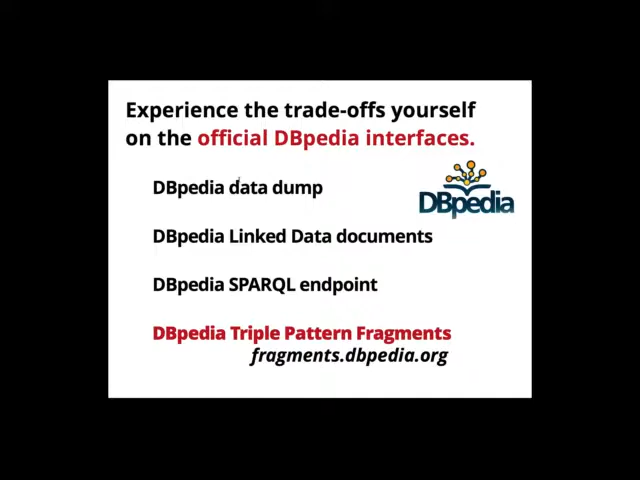 Experience the trade-offs yourself
on the official DBpedia interfaces.
DBpedia data dump
DBpedia
DBpedia Linked Data documents
DBpedia SPARQL endpoint
DBpedia Triple Pattern Fragments
fragments.dbpedia.org